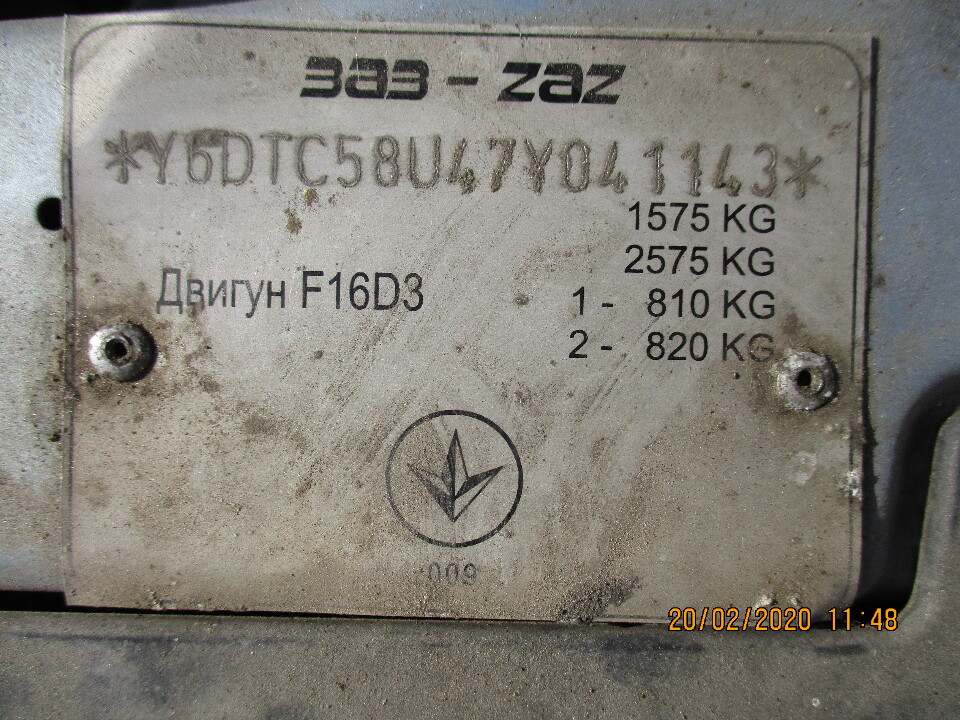 ЗАЗ - ZAZ
*Y6DTC58U47Y041143*
1575 KG
2575 KG
Двигун F16D3
1 - 810 KG
2 - 820 KG
009
20/02/2020 11:48